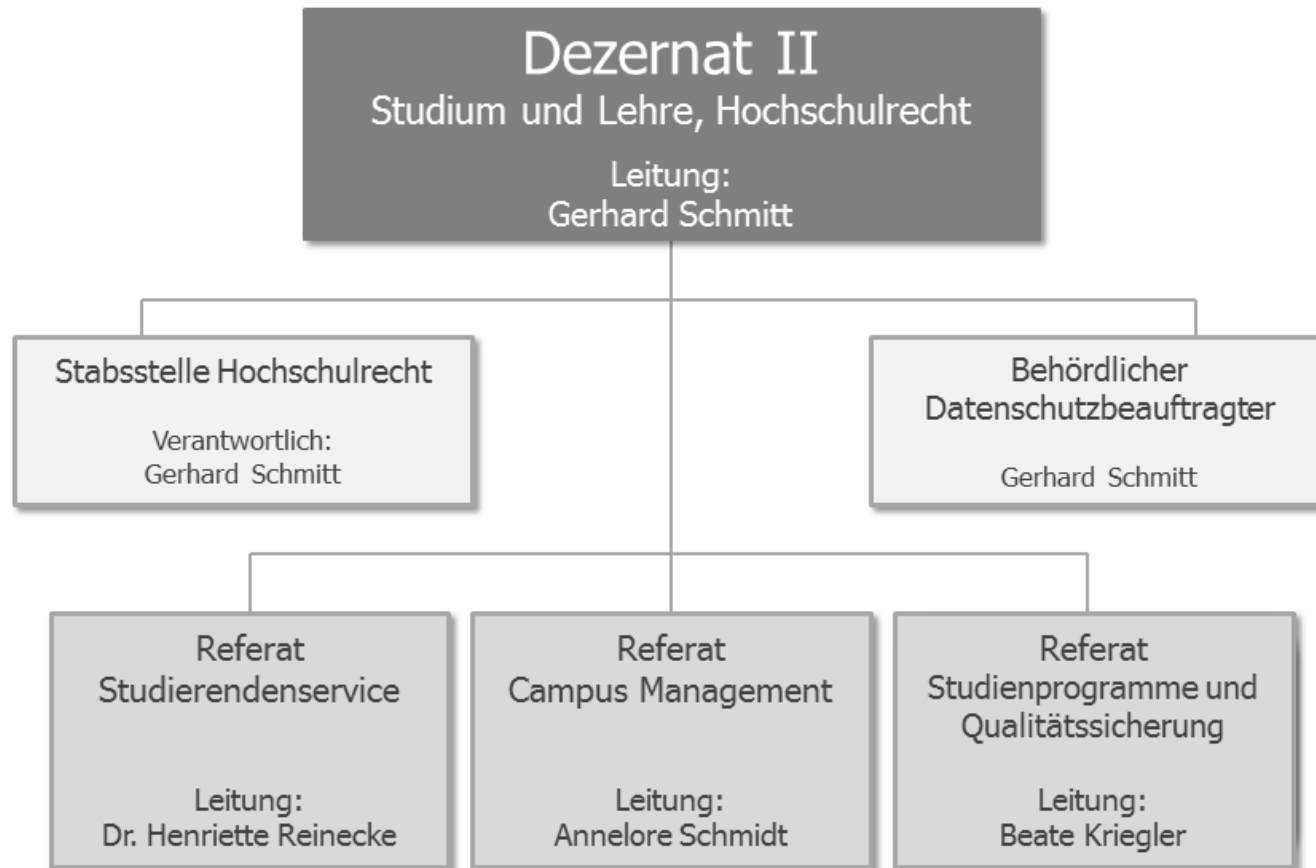 Dezernat II
Studium und Lehre, Hochschulrecht
Leitung:
Gerhard Schmitt
Stabsstelle Hochschulrecht
Verantwortlich:
Gerhard Schmitt
Behördlicher
Datenschutzbeauftragter
Gerhard Schmitt
Referat
Studierendenservice
Leitung:
Dr. Henriette Reinecke
Referat
Campus Management
Leitung:
Annelore Schmidt
Referat
Studienprogramme und
Qualitätssicherung
Leitung:
Beate Kriegler